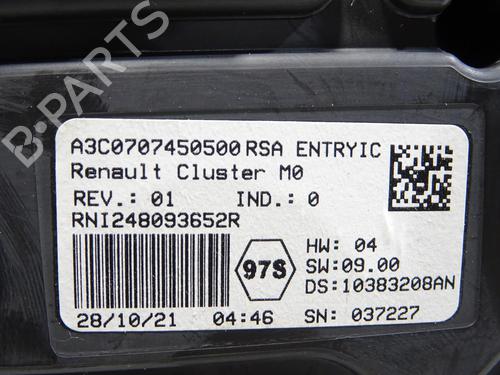 A3C0707450500 RSA ENTRYIC
Renault Cluster M0
REV.: 01 IND.: 0
RNI248093652R
97S
HW: 04
SW:09.00
DS:10383208AN
28/10/21 04:46 SN: 037227
B-Parts